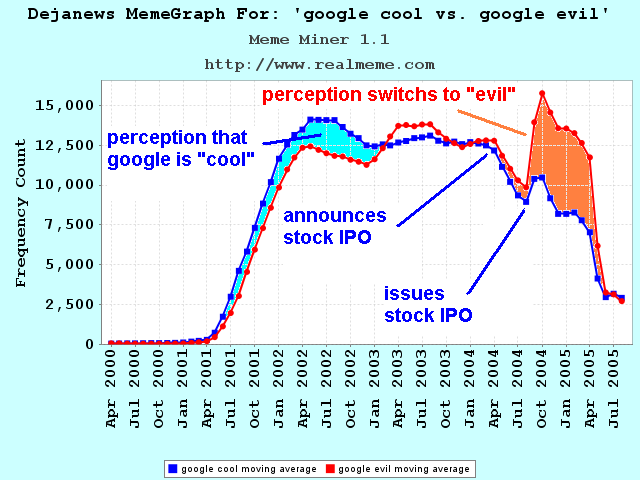 Dejanews MemeGraph For: 'google cool vs. google evil'
Meme Miner 1.1
http://www.realmeme.com
perception switchs to "evil"
perception that
google is "cool"
announces
stock IPO
issues
stock IPO
Frequency Count
15,000
12,500
10,000
7,500
5,000
2,500
0
Apr 2000
Jul 2000
Oct 2000
Jan 2001
Apr 2001
Jul 2001
Oct 2001
Jan 2002
Apr 2002
Jul 2002
Oct 2002
Jan 2003
Apr 2003
Jul 2003
Oct 2003
Jan 2004
Apr 2004
Jul 2004
Oct 2004
Jan 2005
Apr 2005
Jul 2005
google cool moving average google evil moving average